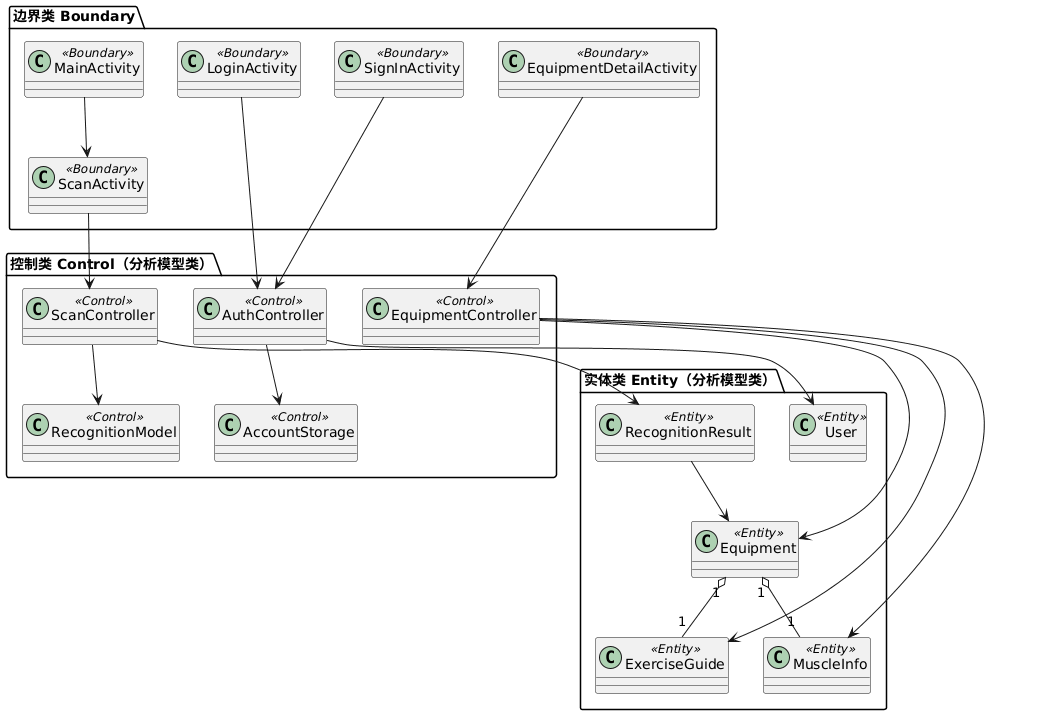 边界类 Boundary
C «Boundary»
MainActivity
C «Boundary»
LoginActivity
C «Boundary»
SignInActivity
C «Boundary»
EquipmentDetailActivity
C «Boundary»
ScanActivity
控制类 Control（分析模型类）
C «Control»
ScanController
C «Control»
AuthController
C «Control»
EquipmentController
C «Control»
RecognitionModel
C «Control»
AccountStorage
实体类 Entity（分析模型类）
C «Entity»
RecognitionResult
C «Entity»
User
C «Entity»
Equipment
1
1
1
1
C «Entity»
ExerciseGuide
C «Entity»
MuscleInfo